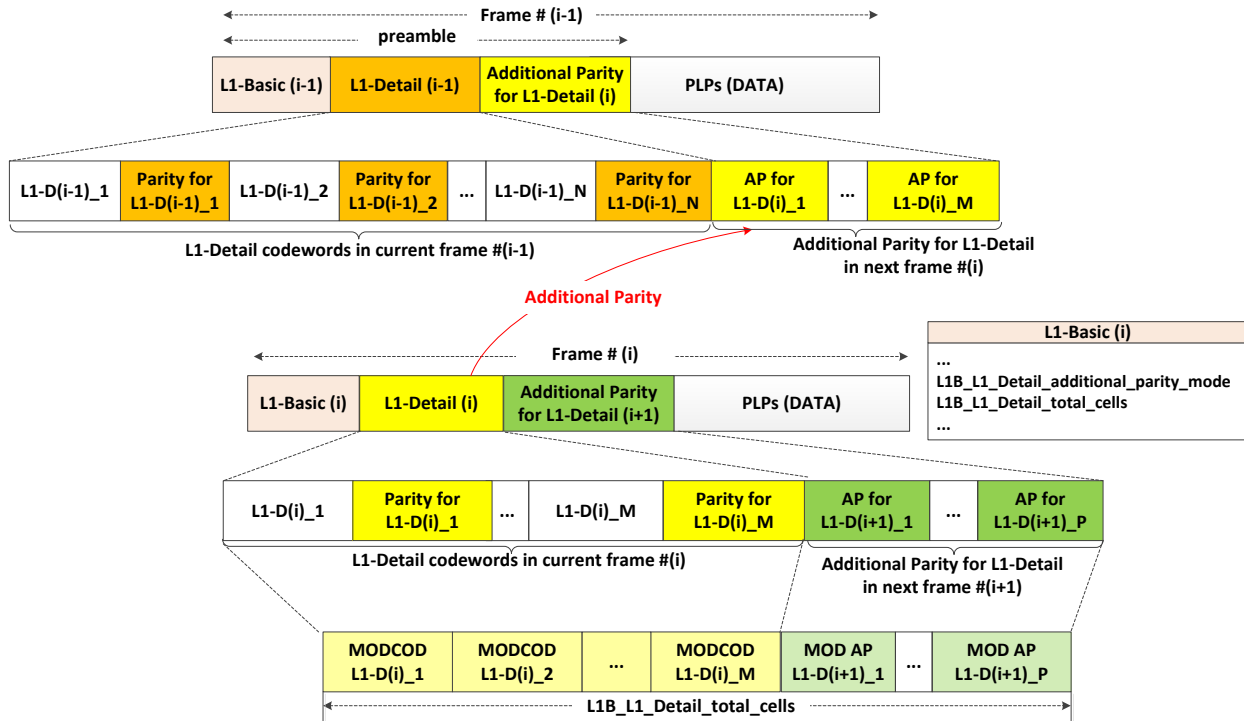 Frame # (i-1)
preamble
L1-Basic (i-1)
L1-Detail (i-1)
Additional Parity
for L1-Detail (i)
PLPs (DATA)
L1-D(i-1)_1
Parity for
L1-D(i-1)_1
L1-D(i-1)_2
Parity for
L1-D(i-1)_2
...
L1-D(i-1)_N
Parity for
L1-D(i-1)_N
AP for
L1-D(i)_1
...
AP for
L1-D(i)_M
L1-Detail codewords in current frame #(i-1)
Additional Parity for L1-Detail
in next frame #(i)
Additional Parity
Frame # (i)
L1-Basic (i)
L1-Detail (i)
Additional Parity
for L1-Detail (i+1)
PLPs (DATA)
L1-Basic (i)
...
L1B_L1_Detail_additional_parity_mode
L1B_L1_Detail_total_cells
...
L1-D(i)_1
Parity for
L1-D(i)_1
...
L1-D(i)_M
Parity for
L1-D(i)_M
AP for
L1-D(i+1)_1
...
AP for
L1-D(i+1)_P
L1-Detail codewords in current frame #(i)
Additional Parity for L1-Detail
in next frame #(i+1)
MODCOD
L1-D(i)_1
MODCOD
L1-D(i)_2
...
MODCOD
L1-D(i)_M
MOD AP
L1-D(i+1)_1
...
MOD AP
L1-D(i+1)_P
L1B_L1_Detail_total_cells